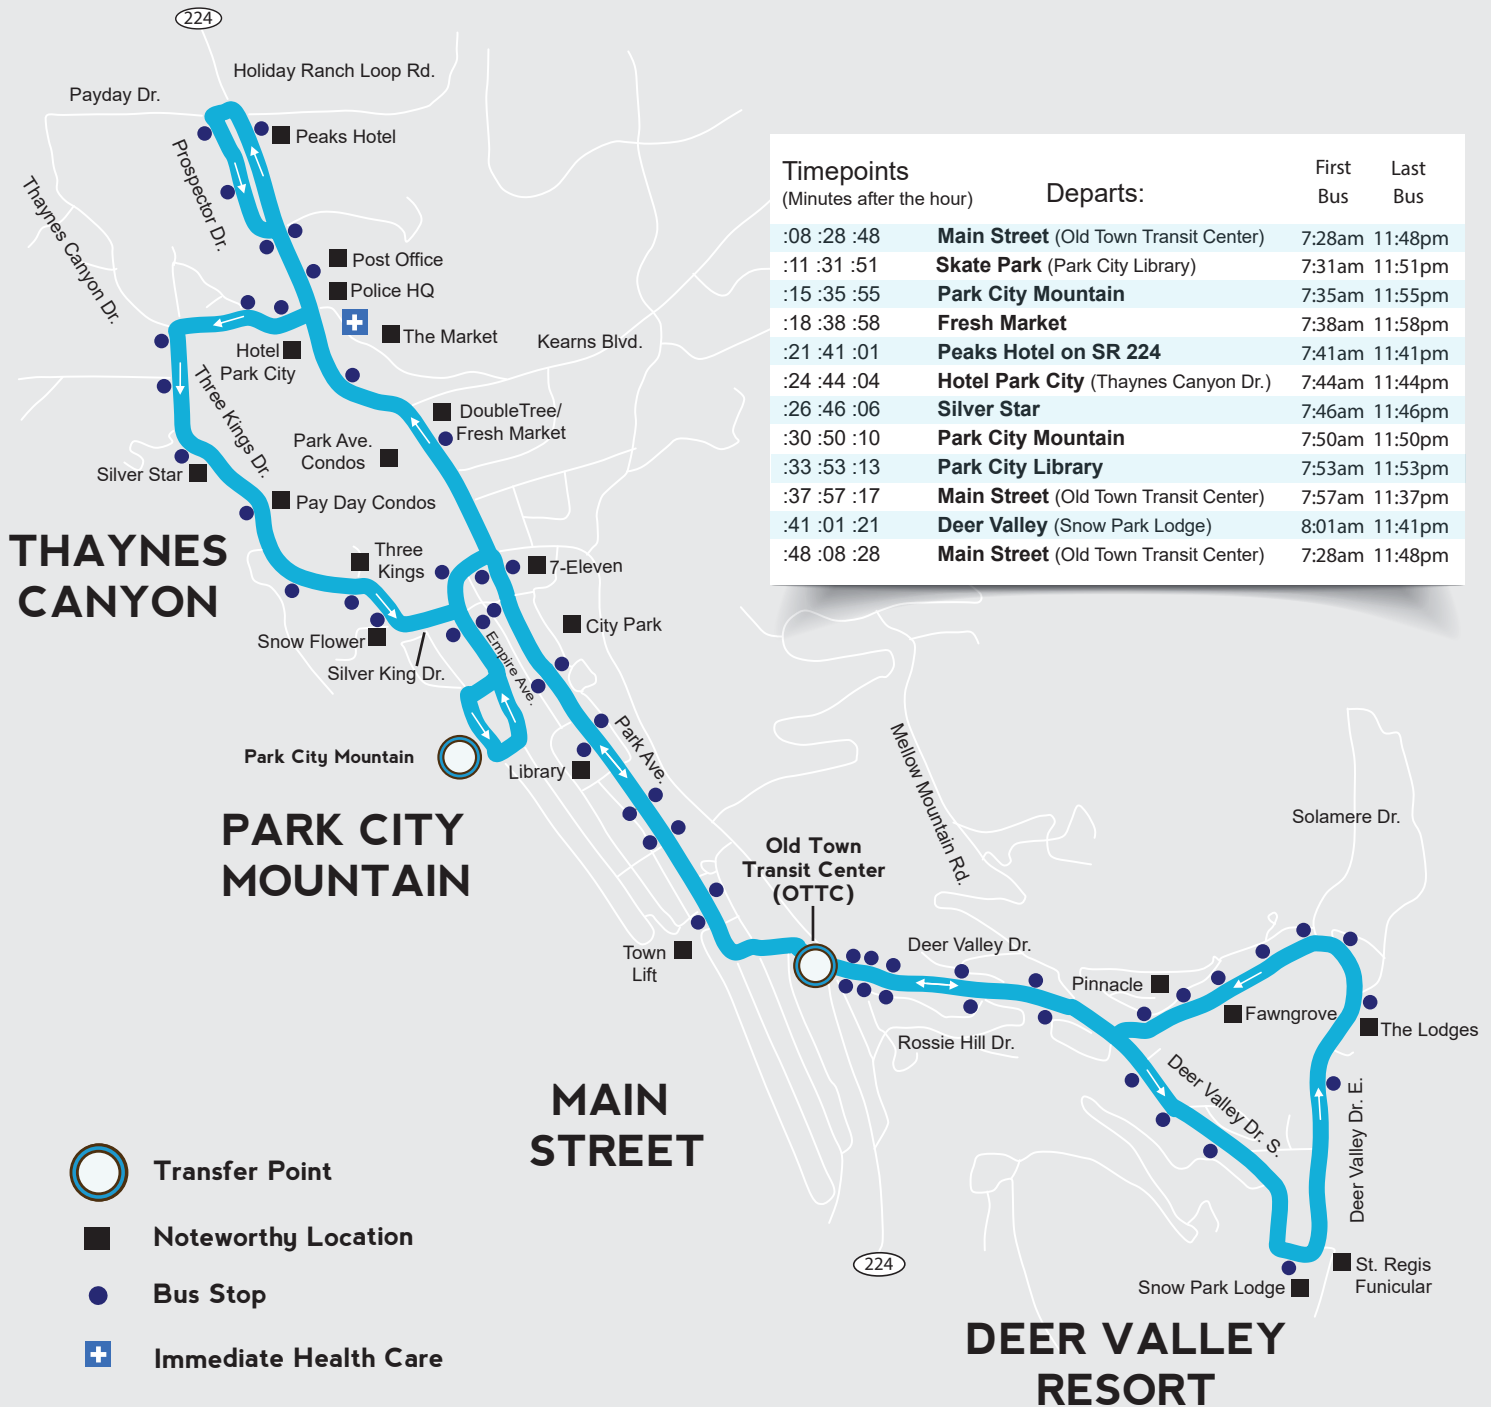 224
Holiday Ranch Loop Rd.
Payday Dr.
Peaks Hotel
Prospector Dr.
Thaynes Canyon Dr.
Post Office
Police HQ
The Market
Kearns Blvd.
Hotel
Park City
Three Kings Dr.
DoubleTree/
Fresh Market
Park Ave.
Condos
Silver Star
Pay Day Condos
THAYNES
CANYON
Three
Kings
7-Eleven
City Park
Snow Flower
Silver King Dr.
Empire Ave.
Park City Mountain
Library
Park Ave.
PARK CITY
MOUNTAIN
Timepoints
(Minutes after the hour)
Departs:
First Last
Bus Bus
:08 :28 :48 Main Street (Old Town Transit Center) 7:28am 11:48pm
:11 :31 :51 Skate Park (Park City Library) 7:31am 11:51pm
:15 :35 :55 Park City Mountain 7:35am 11:55pm
:18 :38 :58 Fresh Market 7:38am 11:58pm
:21 :41 :01 Peaks Hotel on SR 224 7:41am 11:41pm
:24 :44 :04 Hotel Park City (Thaynes Canyon Dr.) 7:44am 11:44pm
:26 :46 :06 Silver Star 7:46am 11:46pm
:30 :50 :10 Park City Mountain 7:50am 11:50pm
:33 :53 :13 Park City Library 7:53am 11:53pm
:37 :57 :17 Main Street (Old Town Transit Center) 7:57am 11:37pm
:41 :01 :21 Deer Valley (Snow Park Lodge) 8:01am 11:41pm
:48 :08 :28 Main Street (Old Town Transit Center) 7:28am 11:48pm
Mellow Mountain Rd.
Solamere Dr.
Old Town
Transit Center
(OTTC)
Town
Lift
Deer Valley Dr.
Pinnacle
Fawngrove
The Lodges
Rossie Hill Dr.
Deer Valley Dr. S.
Deer Valley Dr. E.
MAIN
STREET
224
St. Regis
Funicular
Snow Park Lodge
DEER VALLEY
RESORT
Transfer Point
Noteworthy Location
Bus Stop
Immediate Health Care